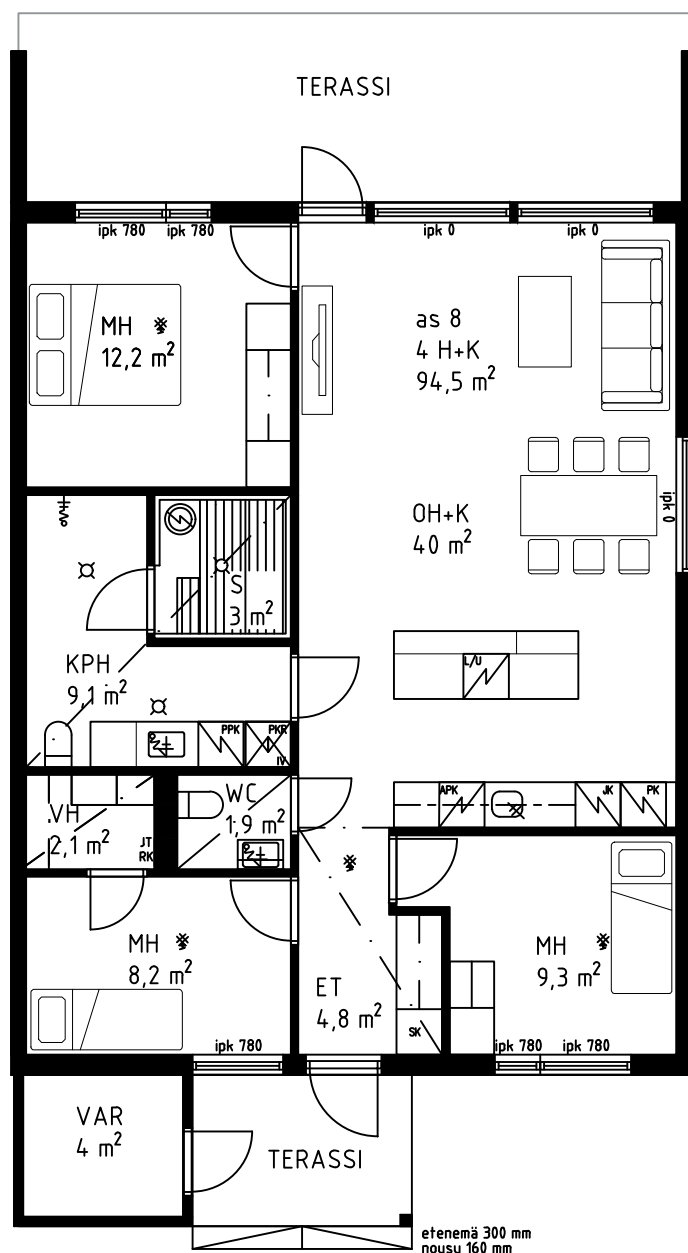 TERASSI
ipk 780
ipk 780
ipk 0
ipk 0
MH
12,2 m²
as 8
4 H+K
94,5 m²
OH+K
40 m²
ipk 0
S
3 m²
L/U
KPH
9,1 m²
PPK
PKR
IV
APK
JK
PK
VH
2,1 m²
JT
RK
WC
1,9 m²
MH
8,2 m²
ipk 780
ET
4,8 m²
SK
MH
9,3 m²
ipk 780
ipk 780
VAR
4 m²
TERASSI
etenemä 300 mm
nousu 160 mm